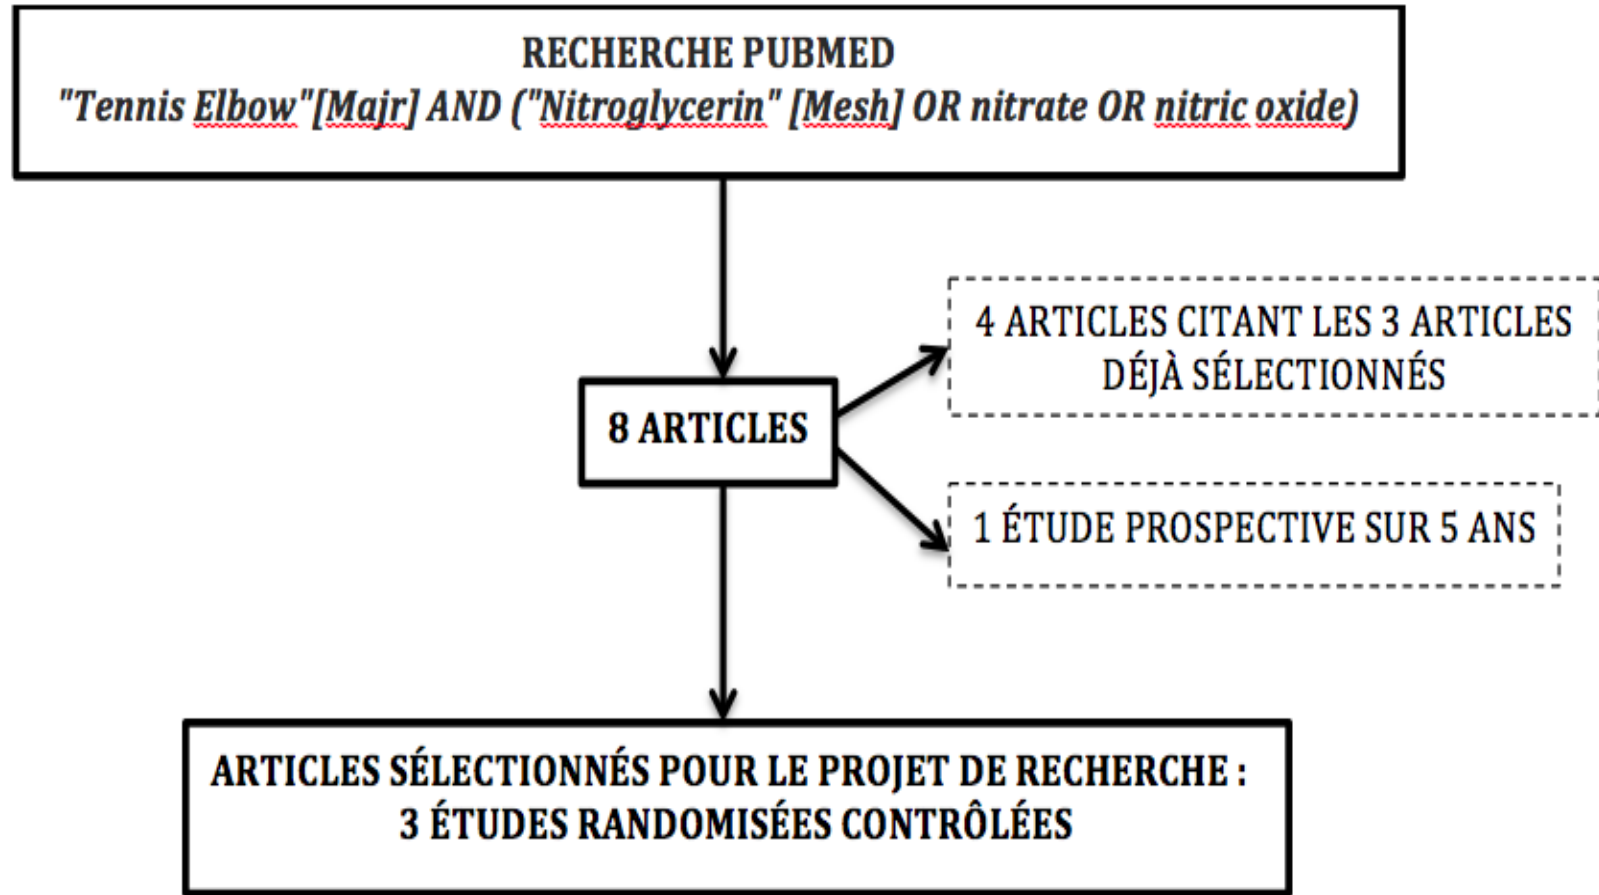 RECHERCHE PUBMED
"Tennis Elbow"[Majr] AND ("Nitroglycerin" [Mesh] OR nitrate OR nitric oxide)
4 ARTICLES CITANT LES 3 ARTICLES
DÉJÀ SÉLECTIONNÉS
8 ARTICLES
1 ÉTUDE PROSPECTIVE SUR 5 ANS
ARTICLES SÉLECTIONNÉS POUR LE PROJET DE RECHERCHE :
3 ÉTUDES RANDOMISÉES CONTRÔLÉES